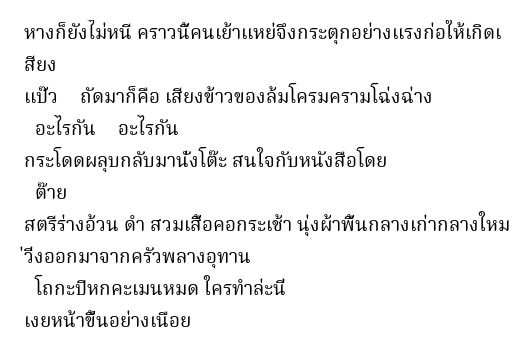 หางก็ยังไม่หนี คราวนี้คนเย้าแหย่จึงกระตุกอย่างแรงก่อให้เกิดเ
สียง
แป๊ว ถัดมาก็คือ เสียงข้าวของล้มโครมครามโฉ่งฉ่าง
อะไรกัน อะไรกัน
กระโดดผลุบกลับมานั่งโต๊ะ สนใจกับหนังสือโดย
ต๊าย
สตรีร่างอ้วน ดำ สวมเสื้อคอกระเช้า นุ่งผ้าพื้นกลางเก่ากลางใหม
่วิ่งออกมาจากครัวพลางอุทาน
โถกะปิหกคะเมนหมด ใครทำล่ะนี่
เงยหน้าขึ้นอย่างเนือย